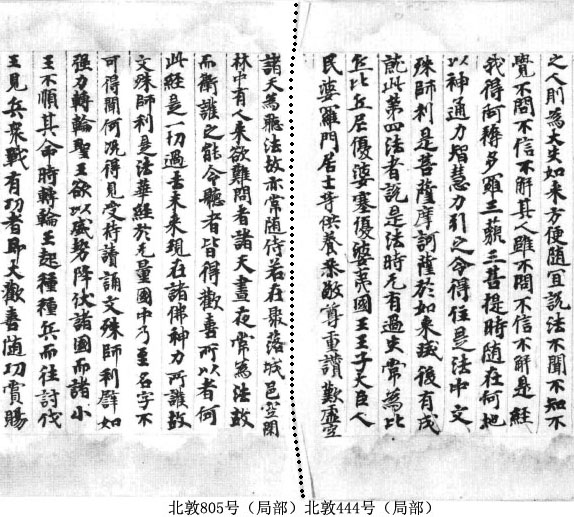 之人則為大失如來方便隨冝說法不聞不知不
覺不問不信不解其人雖不問不信不解是經
我得阿耨多羅三藐三菩提時随在何地
以神通力智慧力引之令得住是法中文
殊師利是菩薩摩訶薩於如来滅後有成
就此第四法者說是法時无有過失常為比
丘比丘尼優婆塞優婆夷國王王子大臣人
民婆羅門居士等供養恭敬尊重讃歎虛空
諸天為聽法故亦常随侍若在聚落城邑空閑
林中有人来欲難問者諸天晝夜常為法故
而衛護之能令聽者皆得歡喜所以者何
此經是一切過去未来現在諸佛神力所護故
文殊師利是法華經於无量國中乃至名字不
可得聞何況得見受持讀誦文殊師利譬如
强力轉輪聖王欲以威勢降伏諸國而諸小
王不順其命時轉輪王起種種兵而往討伐
王見兵衆戰有功者即大歡喜随功賞賜
北敦805号（局部）北敦444号（局部）